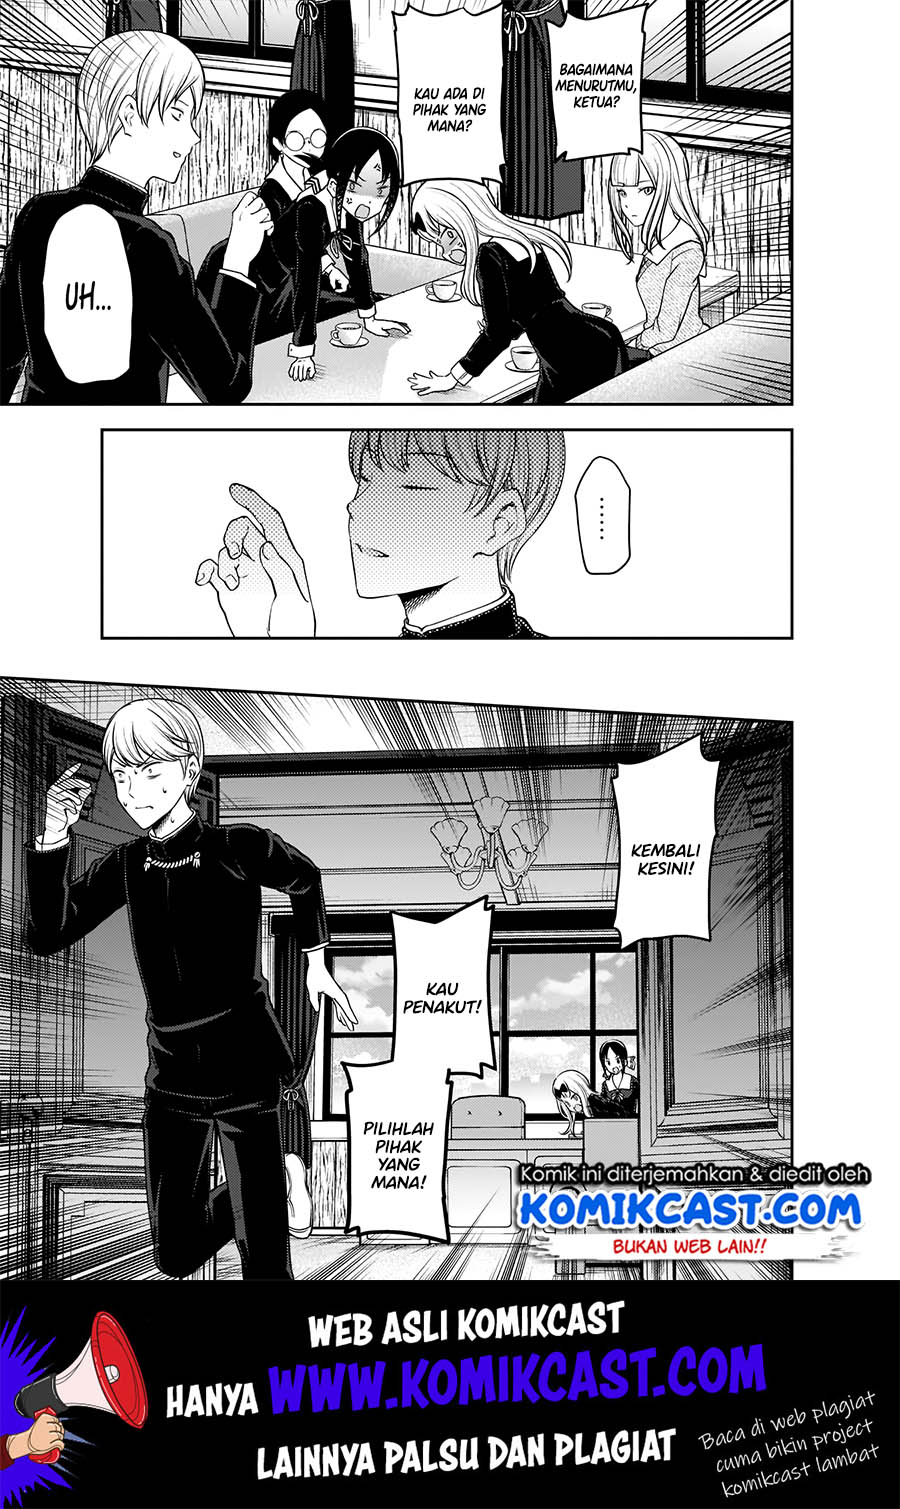 BAGAIMANA
MENURUTMU,
KETUA?
KAU ADA DI
PIHAK YANG
MANA?
UH...
........
KEMBALI
KESINI!
KAU
PENAKUT!
PILIHLAH
PIHAK
YANG
MANA!
Komik ini diterjemahkan & diedit oleh
KOMIKCAST.COM
BUKAN WEB LAIN!!
WEB ASLI KOMIKCAST
HANYA WWW.KOMIKCAST.COM
LAINNYA PALSU DAN PLAGIAT
Baca di web plagiat
cuma bikin project
komikcast lambat